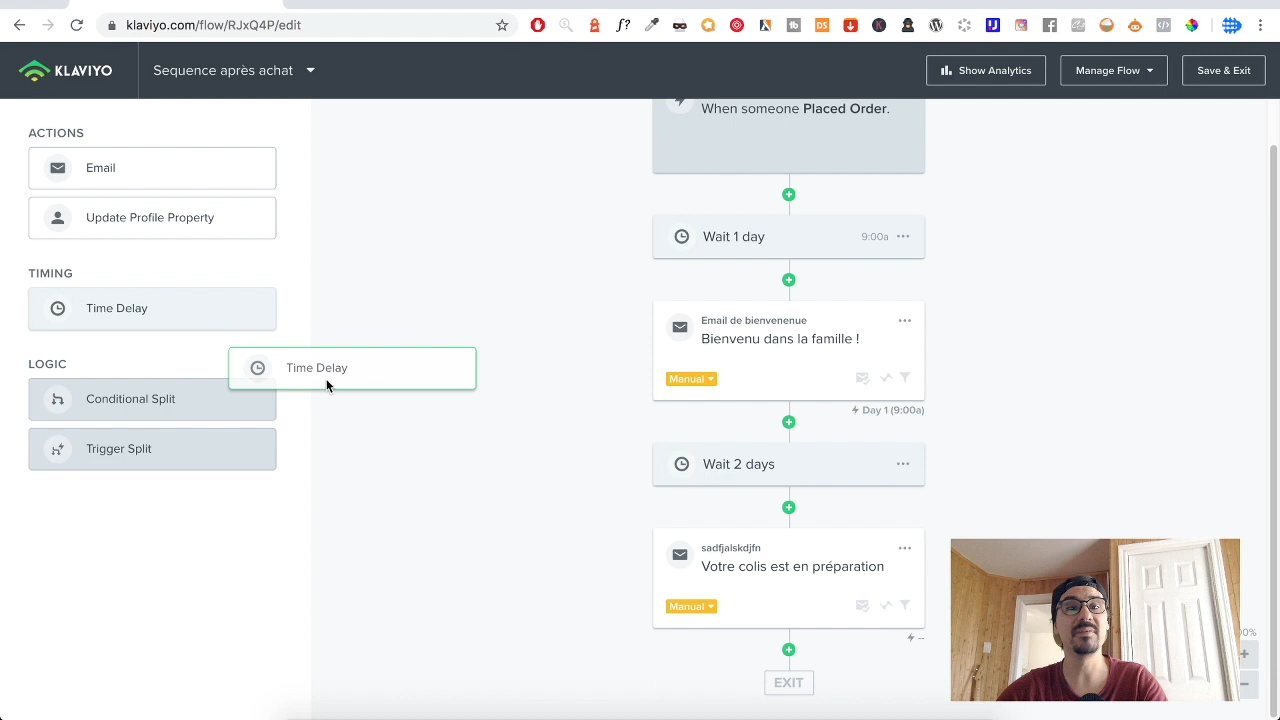 klaviyo.com/flow/RJxQ4P/edit
KLAVIYO
Sequence après achat
Show Analytics
Manage Flow
Save & Exit
ACTIONS
Email
Update Profile Property
TIMING
Time Delay
LOGIC
Time Delay
Conditional Split
Trigger Split
When someone Placed Order.
Wait 1 day
9:00a
Email de bienvenenue
Bienvenu dans la famille !
Manual
Day 1 (9:00a)
Wait 2 days
sadfjalskdjfn
Votre colis est en préparation
Manual
--
EXIT